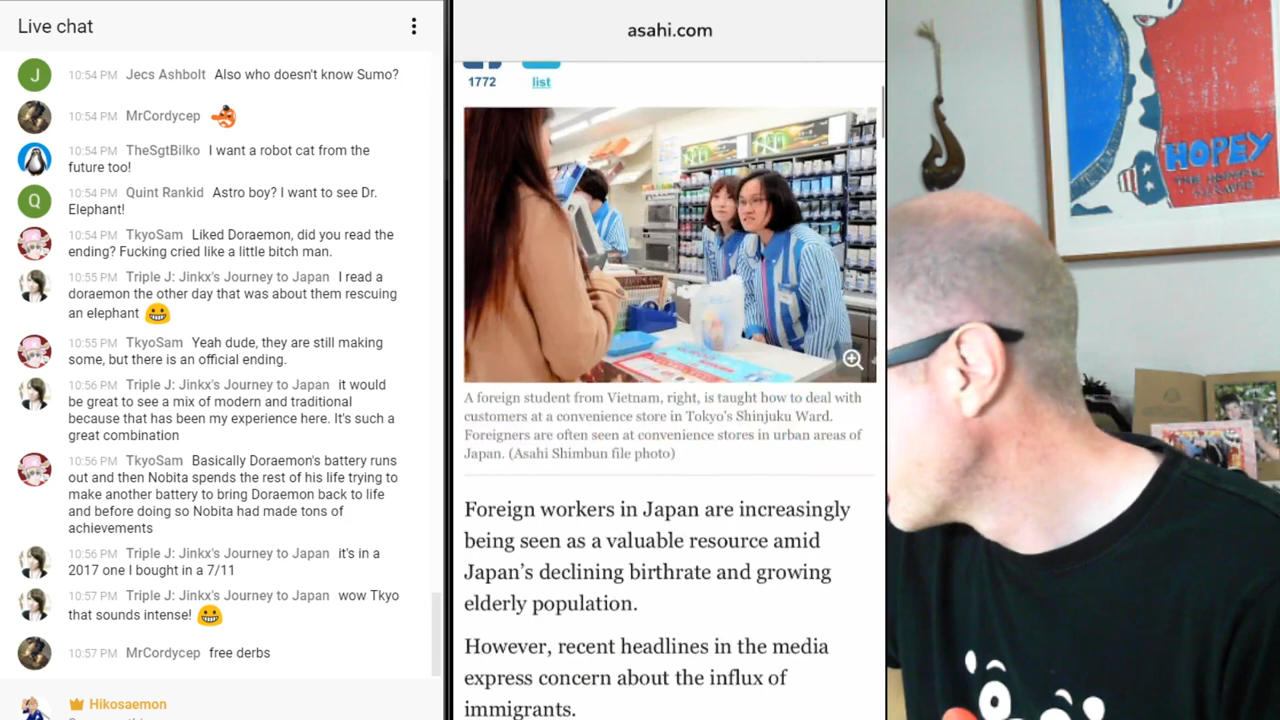 Live chat
J
10:54 PM Jecs Ashbolt Also who doesn't know Sumo?
10:54 PM MrCordycep
10:54 PM TheSgtBilko I want a robot cat from the
future too!
Q
10:54 PM Quint Rankid Astro boy? I want to see Dr.
Elephant!
10:54 PM TkyoSam Liked Doraemon, did you read the
ending? Fucking cried like a little bitch man.
10:55 PM Triple J: Jinkx's Journey to Japan I read a
doraemon the other day that was about them rescuing
an elephant
10:55 PM TkyoSam Yeah dude, they are still making
some, but there is an official ending.
10:56 PM Triple J: Jinkx's Journey to Japan it would
be great to see a mix of modern and traditional
because that has been my experience here. It's such a
great combination
10:56 PM TkyoSam Basically Doraemon's battery runs
out and then Nobita spends the rest of his life trying to
make another battery to bring Doraemon back to life
and before doing so Nobita had made tons of
achievements
10:56 PM Triple J: Jinkx's Journey to Japan it's in a
2017 one I bought in a 7/11
10:57 PM Triple J: Jinkx's Journey to Japan wow Tkyo
that sounds intense!
10:57 PM MrCordycep free derbs
Hikosaemon
asahi.com
1772
list
A foreign student from Vietnam, right, is taught how to deal with
customers at a convenience store in Tokyo's Shinjuku Ward.
Foreigners are often seen at convenience stores in urban areas of
Japan. (Asahi Shimbun file photo)
Foreign workers in Japan are increasingly
being seen as a valuable resource amid
Japan's declining birthrate and growing
elderly population.
However, recent headlines in the media
express concern about the influx of
immigrants.
HOPEY